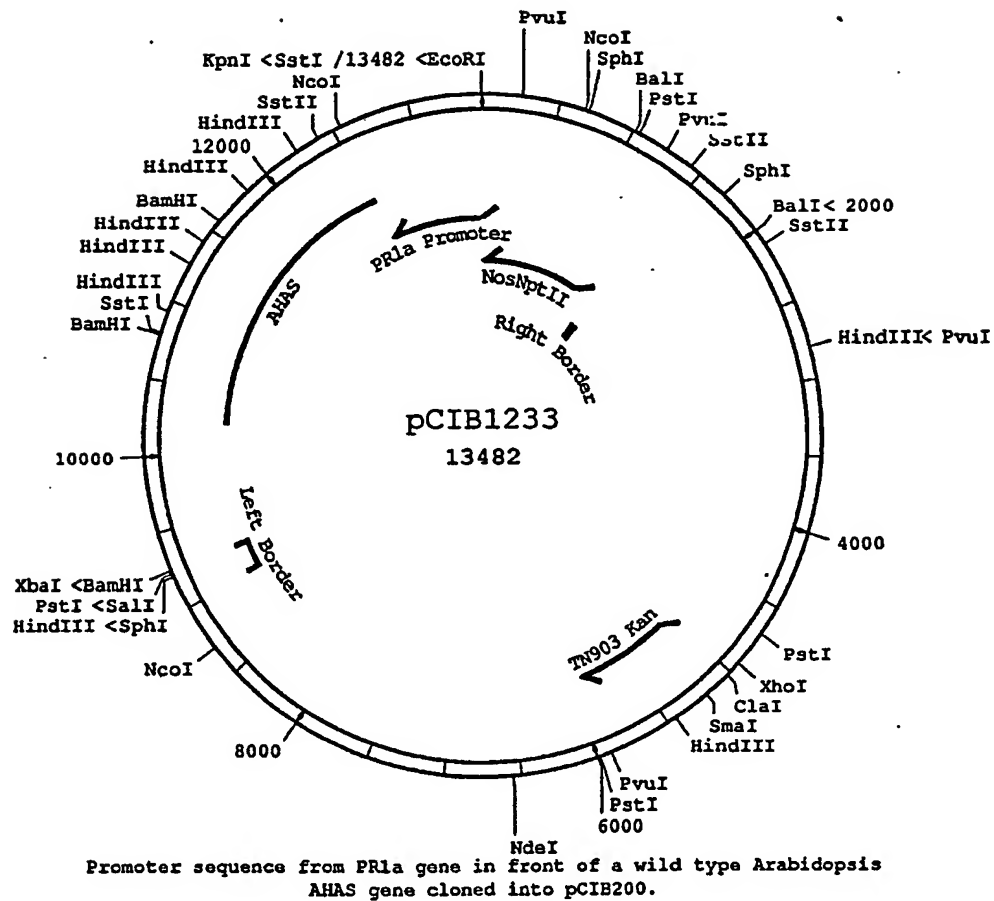 PvuI
KpnI <SstI /13482 <EcoRI
NcoI
SphI
NcoI
BalI
SstII
PstI
HindIII
12000
SstII
HindIII
SphI
BamHI
BalI< 2000
HindIII
SstII
HindIII
PR1a Promoter
HindIII
NosNptII
SstI
AHAS
BamHI
Right Border
HindIII< PvuI
pCIB1233
13482
10000
Left Border
4000
XbaI <BamHI
PstI <SalI
HindIII <SphI
TN903 Kan
NcoI
PstI
XhoI
ClaI
SmaI
HindIII
8000
PvuI
PstI
6000
NdeI
Promoter sequence from PR1a gene in front of a wild type Arabidopsis
AHAS gene cloned into pCIB200.